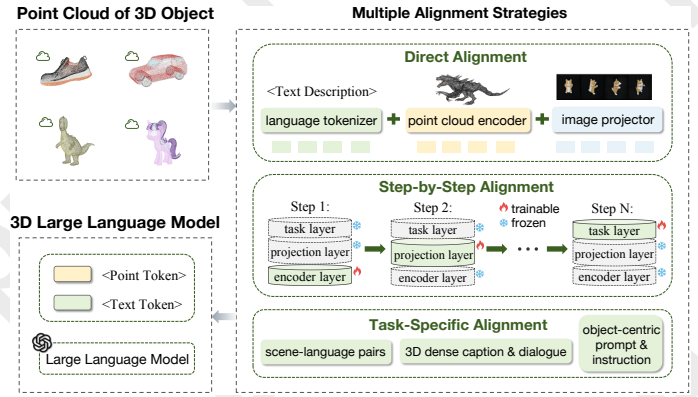 Point Cloud of 3D Object
Multiple Alignment Strategies
Direct Alignment
<Text Description>
language tokenizer + point cloud encoder + image projector
Step-by-Step Alignment
Step 1:
task layer
projection layer
encoder layer
Step 2:
task layer
projection layer
encoder layer
trainable
frozen
...
Step N:
task layer
projection layer
encoder layer
Task-Specific Alignment
scene-language pairs
3D dense caption & dialogue
object-centric
prompt &
instruction
3D Large Language Model
<Point Token>
<Text Token>
Large Language Model